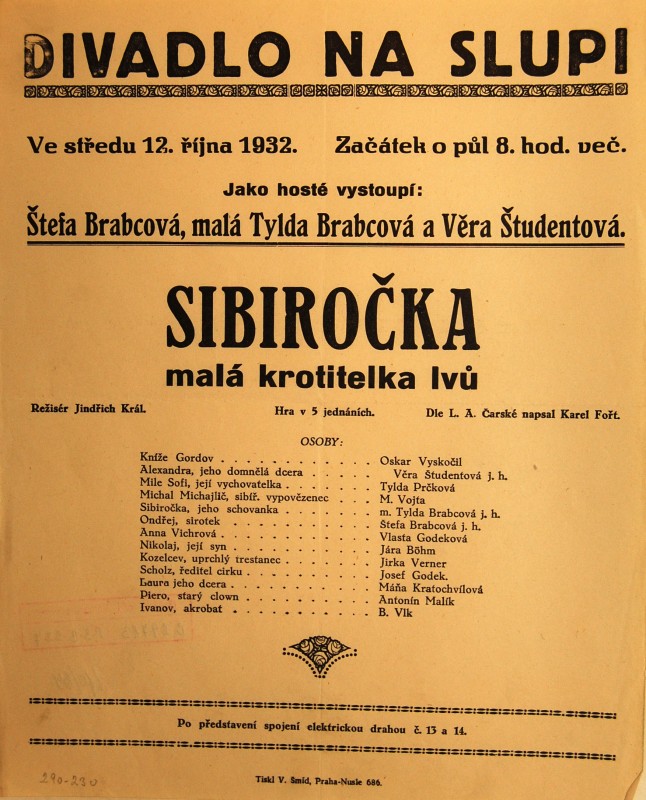 DIVADLO NA SLUPI
Ve středu 12. října 1932. Začátek o půl 8. hod. več.
Jako hosté vystoupí:
Štefa Brabcová, malá Tylda Brabcová a Věra Študentová.
SIBIROČKA
malá krotitelka lvů
Režisér Jindřich Král. Hra v 5 jednáních. Dle L. A. Čarské napsal Karel Fořt.
OSOBY:
Kníže Gordov . . . . . . . . . . . . Oskar Vyskočil
Alexandra, jeho domnělá dcera . . . . . . Věra Študentová j. h.
Mile Sofi, její vychovatelka . . . . . . . Tylda Prčková
Michal Michajlič, sibíř. vypovězenec . . . M. Vojta
Sibiročka, jeho schovanka . . . . . . . m. Tylda Brabcová j. h.
Ondřej, sirotek . . . . . . . . . . . Štefa Brabcová j. h.
Anna Vichrová . . . . . . . . . . . . Vlasta Godeková
Nikolaj, její syn . . . . . . . . . . . Jára Böhm
Kozelcev, uprchlý trestanec . . . . . . . Jirka Verner
Scholz, ředitel cirku . . . . . . . . . . Josef Godek.
Laura jeho dcera . . . . . . . . . . . Máňa Kratochvílová
Piero, starý clown . . . . . . . . . . Antonín Malík
Ivanov, akrobat . . . . . . . . . . . B. Vlk
Po představení spojení elektrickou drahou č. 13 a 14.
290-23u
Tiskl V. Šmíd, Praha-Nusle 686.